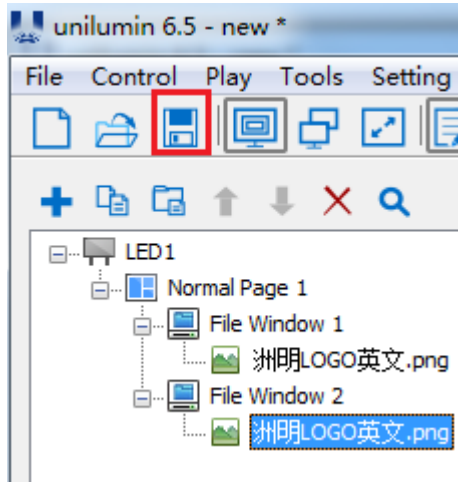 unilumin 6.5 - new *
File Control Play Tools Setting
LED1
Normal Page 1
File Window 1
洲明LOGO英文.png
File Window 2
洲明LOGO英文.png